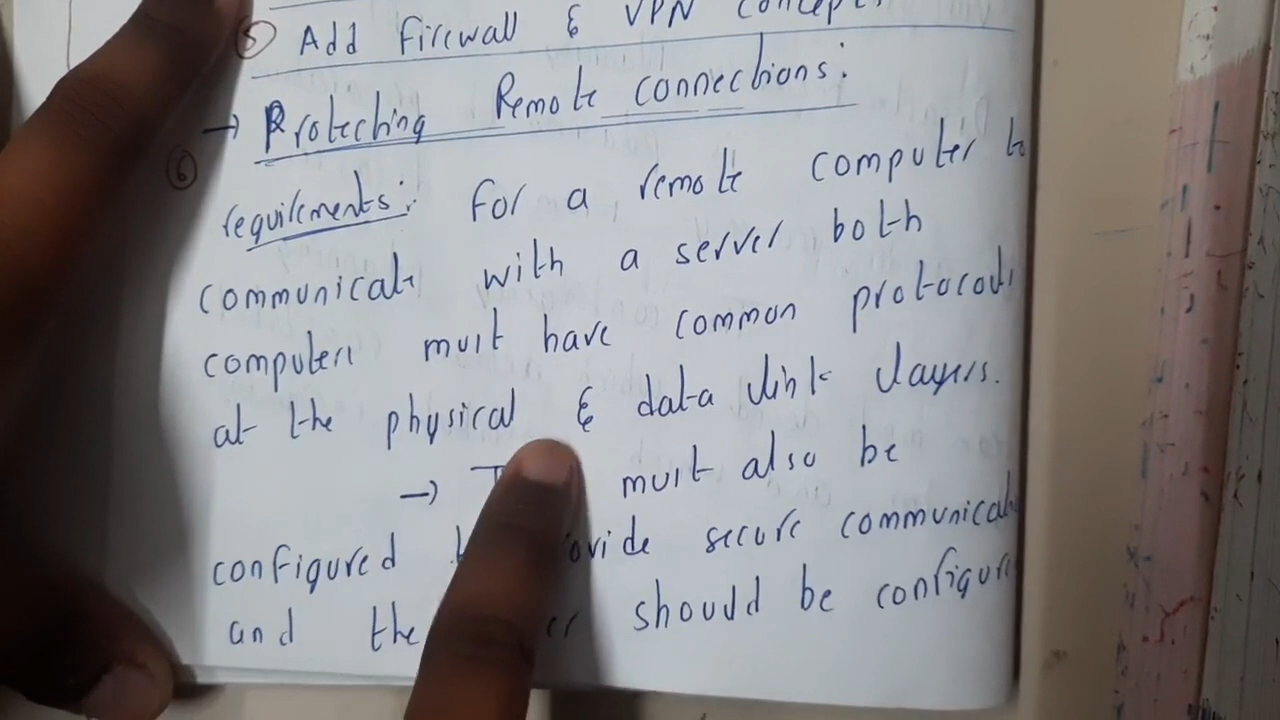 5 Add Firewall & VPN concept
→ Protecting Remote connections:
6
requirements: For a remote computer to
communicate with a server both
computers must have common protocols
at the physical & data link layers.
→ must also be
configured provide secure communicat
and the should be configure